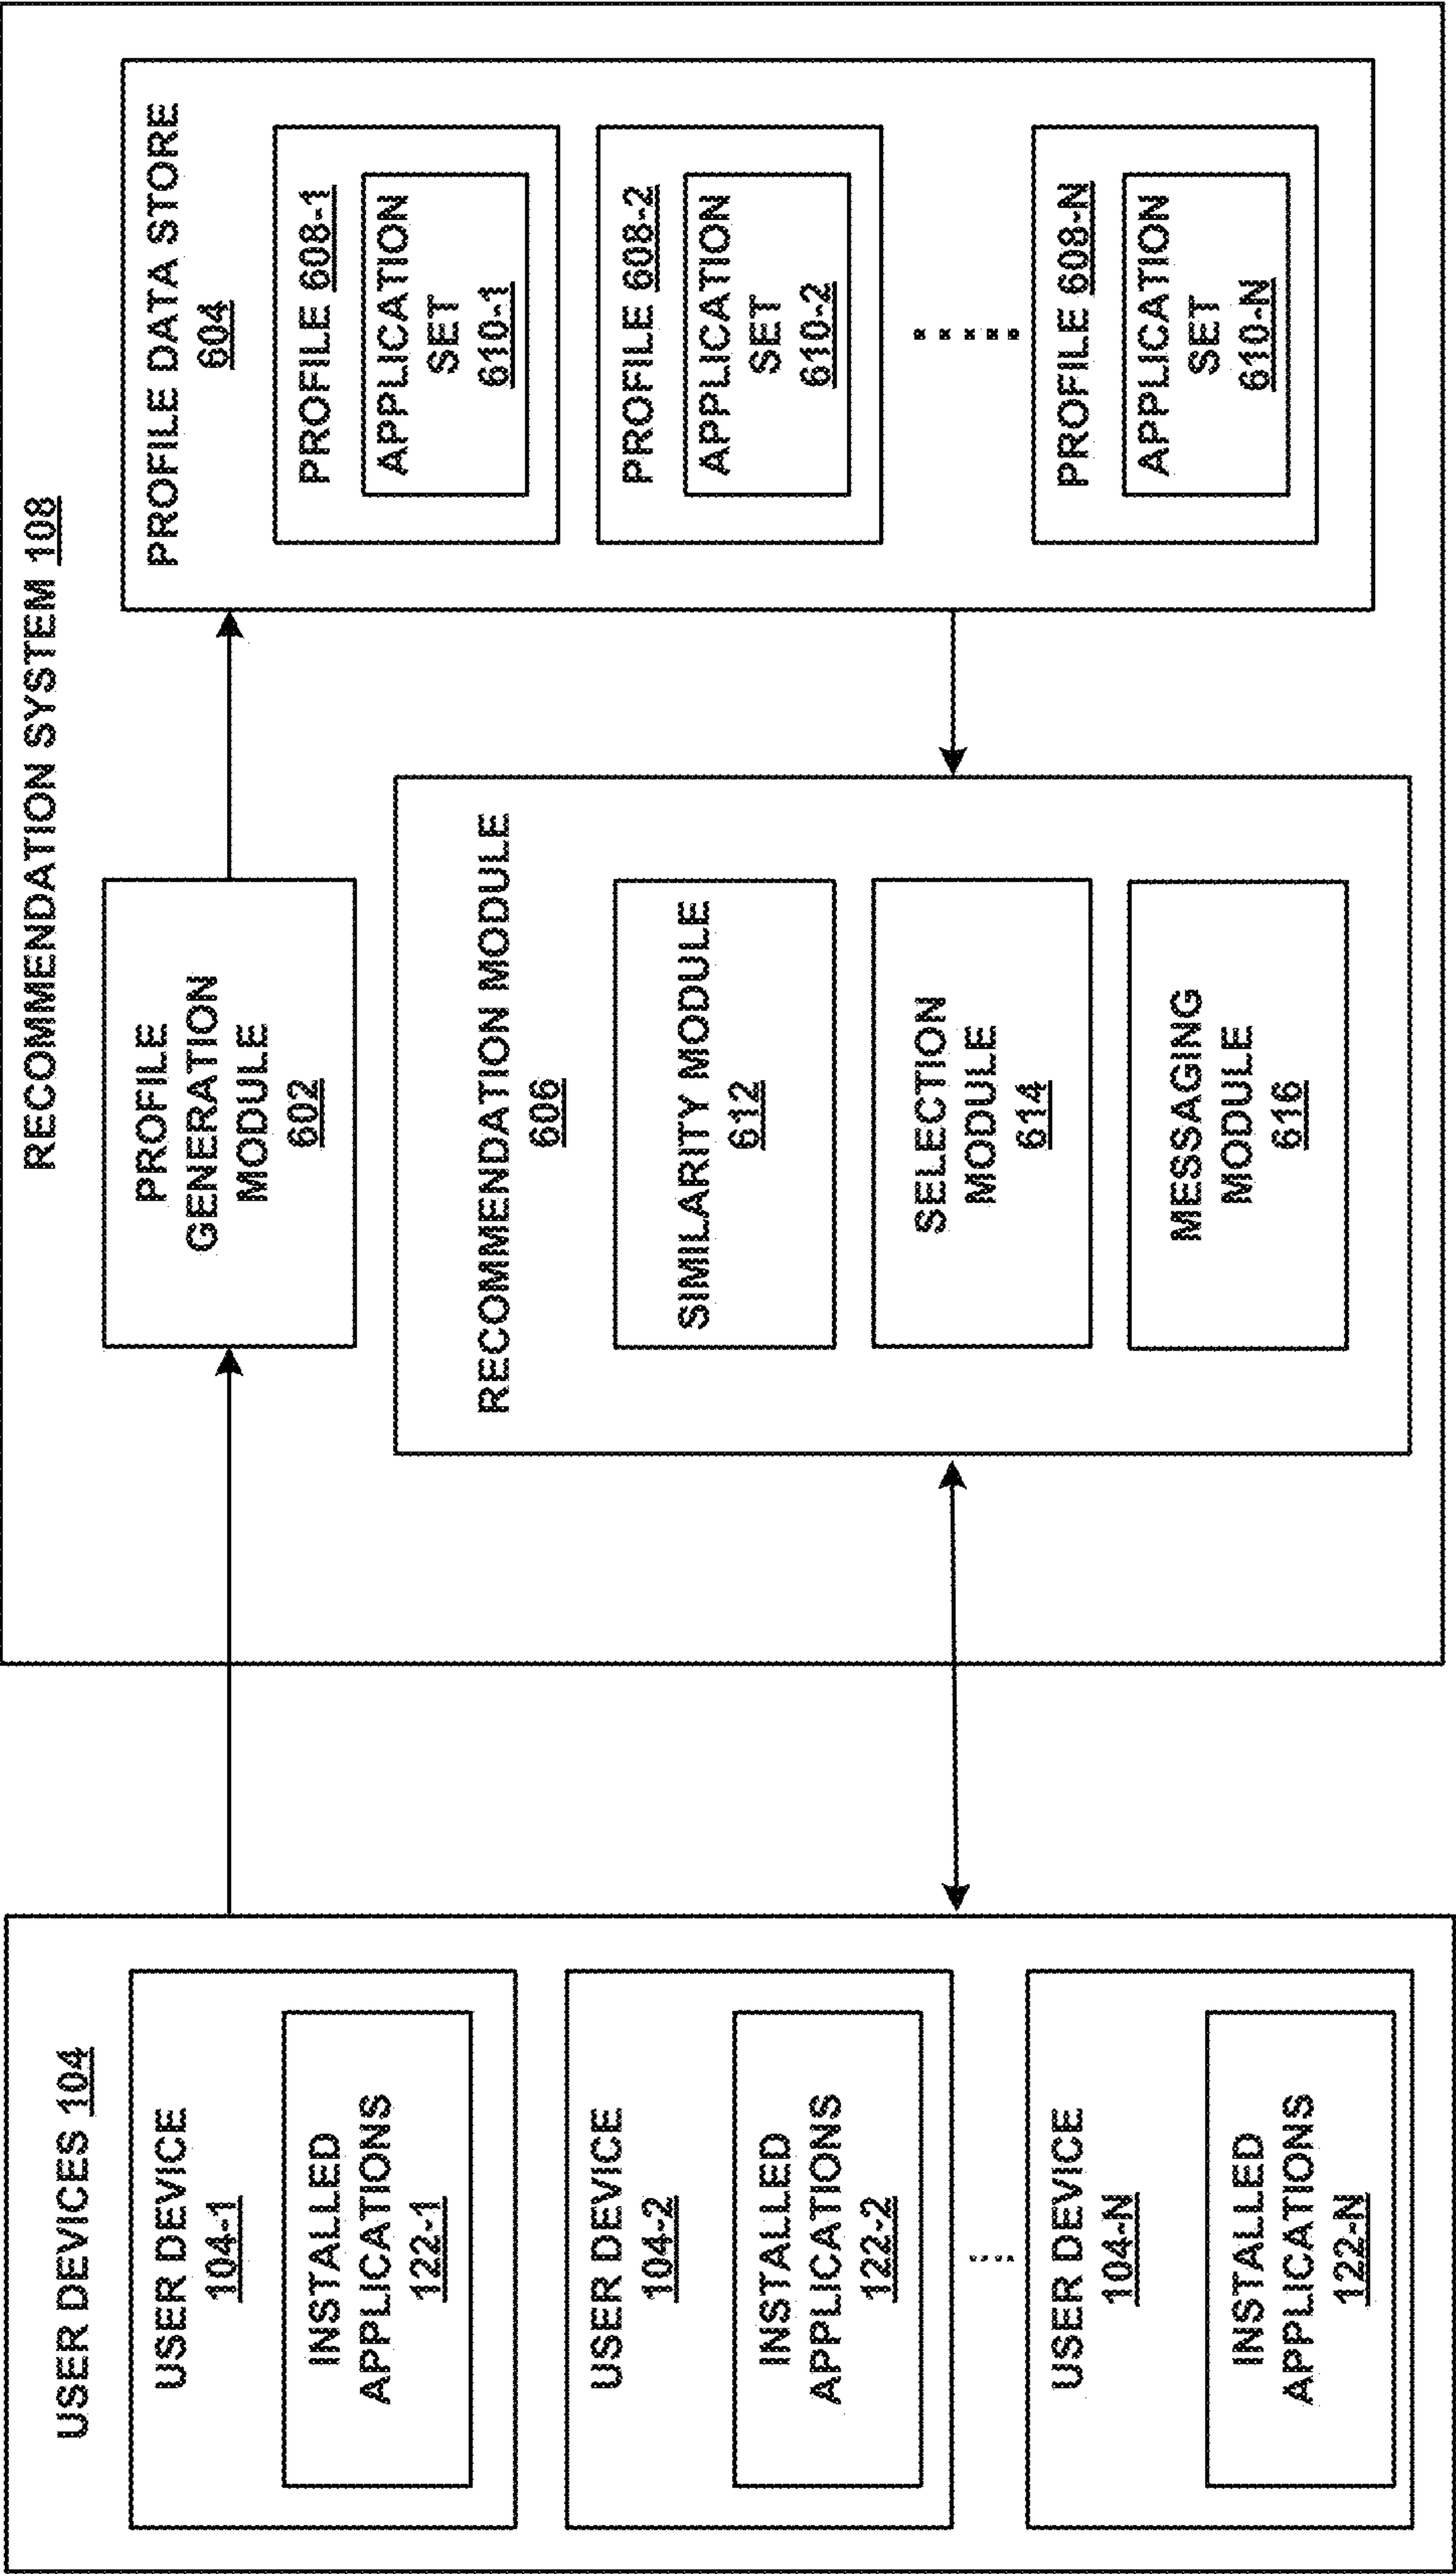 USER DEVICES 104
USER DEVICE
104-1
INSTALLED
APPLICATIONS
122-1
USER DEVICE
104-2
INSTALLED
APPLICATIONS
122-2
USER DEVICE
104-N
INSTALLED
APPLICATIONS
122-N
RECOMMENDATION SYSTEM 108
PROFILE
GENERATION
MODULE
602
RECOMMENDATION MODULE
606
SIMILARITY MODULE
612
SELECTION
MODULE
614
MESSAGING
MODULE
616
PROFILE DATA STORE
604
PROFILE 608-1
APPLICATION
SET
610-1
PROFILE 608-2
APPLICATION
SET
610-2
PROFILE 608-N
APPLICATION
SET
610-N